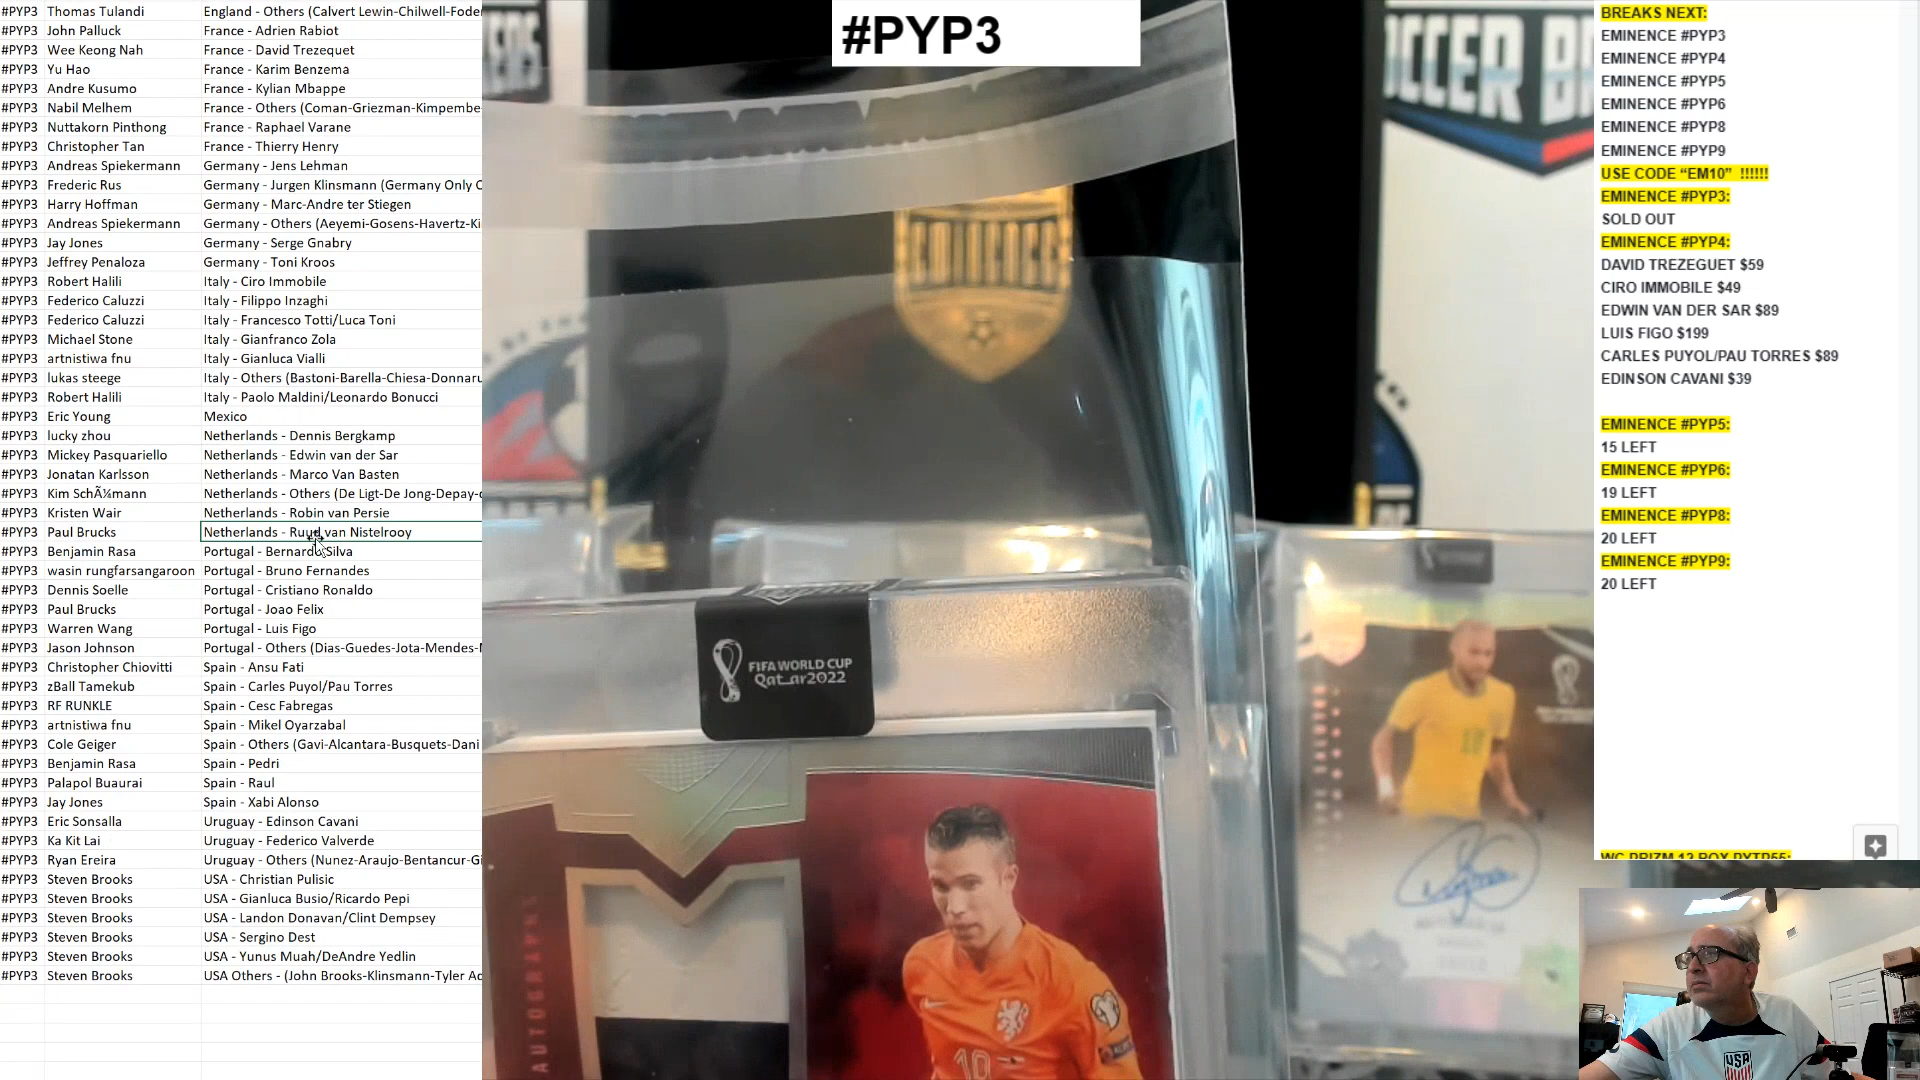 #PYP3 Thomas Tulandi England - Others (Calvert Lewin-Chilwell-Foder
#PYP3 John Palluck France - Adrien Rabiot
#PYP3 Wee Keong Nah France - David Trezequet
#PYP3 Yu Hao France - Karim Benzema
#PYP3 Andre Kusumo France - Kylian Mbappe
#PYP3 Nabil Melhem France - Others (Coman-Griezman-Kimpembe
#PYP3 Nuttakorn Pinthong France - Raphael Varane
#PYP3 Christopher Tan France - Thierry Henry
#PYP3 Andreas Spiekermann Germany - Jens Lehman
#PYP3 Frederic Rus Germany - Jurgen Klinsmann (Germany Only C
#PYP3 Harry Hoffman Germany - Marc-Andre ter Stiegen
#PYP3 Andreas Spiekermann Germany - Others (Aeyemi-Gosens-Havertz-Ki
#PYP3 Jay Jones Germany - Serge Gnabry
#PYP3 Jeffrey Penaloza Germany - Toni Kroos
#PYP3 Robert Halili Italy - Ciro Immobile
#PYP3 Federico Caluzzi Italy - Filippo Inzaghi
#PYP3 Federico Caluzzi Italy - Francesco Totti/Luca Toni
#PYP3 Michael Stone Italy - Gianfranco Zola
#PYP3 artnistiwa fnu Italy - Gianluca Vialli
#PYP3 lukas steege Italy - Others (Bastoni-Barella-Chiesa-Donnaru
#PYP3 Robert Halili Italy - Paolo Maldini/Leonardo Bonucci
#PYP3 Eric Young Mexico
#PYP3 lucky zhou Netherlands - Dennis Bergkamp
#PYP3 Mickey Pasquariello Netherlands - Edwin van der Sar
#PYP3 Jonatan Karlsson Netherlands - Marco Van Basten
#PYP3 Kim SchÃ¼mann Netherlands - Others (De Ligt-De Jong-Depay-d
#PYP3 Kristen Wair Netherlands - Robin van Persie
#PYP3 Paul Brucks Netherlands - Ruud van Nistelrooy
#PYP3 Benjamin Rasa Portugal - Bernardo Silva
#PYP3 wasin rungfarsangaroon Portugal - Bruno Fernandes
#PYP3 Dennis Soelle Portugal - Cristiano Ronaldo
#PYP3 Paul Brucks Portugal - Joao Felix
#PYP3 Warren Wang Portugal - Luis Figo
#PYP3 Jason Johnson Portugal - Others (Dias-Guedes-Jota-Mendes-
#PYP3 Christopher Chiovitti Spain - Ansu Fati
#PYP3 zBall Tamekub Spain - Carles Puyol/Pau Torres
#PYP3 RF RUNKLE Spain - Cesc Fabregas
#PYP3 artnistiwa fnu Spain - Mikel Oyarzabal
#PYP3 Cole Geiger Spain - Others (Gavi-Alcantara-Busquets-Dani
#PYP3 Benjamin Rasa Spain - Pedri
#PYP3 Palapol Buaurai Spain - Raul
#PYP3 Jay Jones Spain - Xabi Alonso
#PYP3 Eric Sonsalla Uruguay - Edinson Cavani
#PYP3 Ka Kit Lai Uruguay - Federico Valverde
#PYP3 Ryan Ereira Uruguay - Others (Nunez-Araujo-Bentancur-Gi
#PYP3 Steven Brooks USA - Christian Pulisic
#PYP3 Steven Brooks USA - Gianluca Busio/Ricardo Pepi
#PYP3 Steven Brooks USA - Landon Donavan/Clint Dempsey
#PYP3 Steven Brooks USA - Sergino Dest
#PYP3 Steven Brooks USA - Yunus Muah/DeAndre Yedlin
#PYP3 Steven Brooks USA Others - (John Brooks-Klinsmann-Tyler Ad
#PYP3
OCCER BR
FIFA WORLD CUP
Qatar2022
AUTOGRAPHS
10
BREAKS NEXT:
EMINENCE #PYP3
EMINENCE #PYP4
EMINENCE #PYP5
EMINENCE #PYP6
EMINENCE #PYP8
EMINENCE #PYP9
USE CODE “EM10” !!!!!!
EMINENCE #PYP3:
SOLD OUT
EMINENCE #PYP4:
DAVID TREZEGUET $59
CIRO IMMOBILE $49
EDWIN VAN DER SAR $89
LUIS FIGO $199
CARLES PUYOL/PAU TORRES $89
EDINSON CAVANI $39
EMINENCE #PYP5:
15 LEFT
EMINENCE #PYP6:
19 LEFT
EMINENCE #PYP8:
20 LEFT
EMINENCE #PYP9:
20 LEFT
WC PRIZM 12 BOX PYTP55:
USA